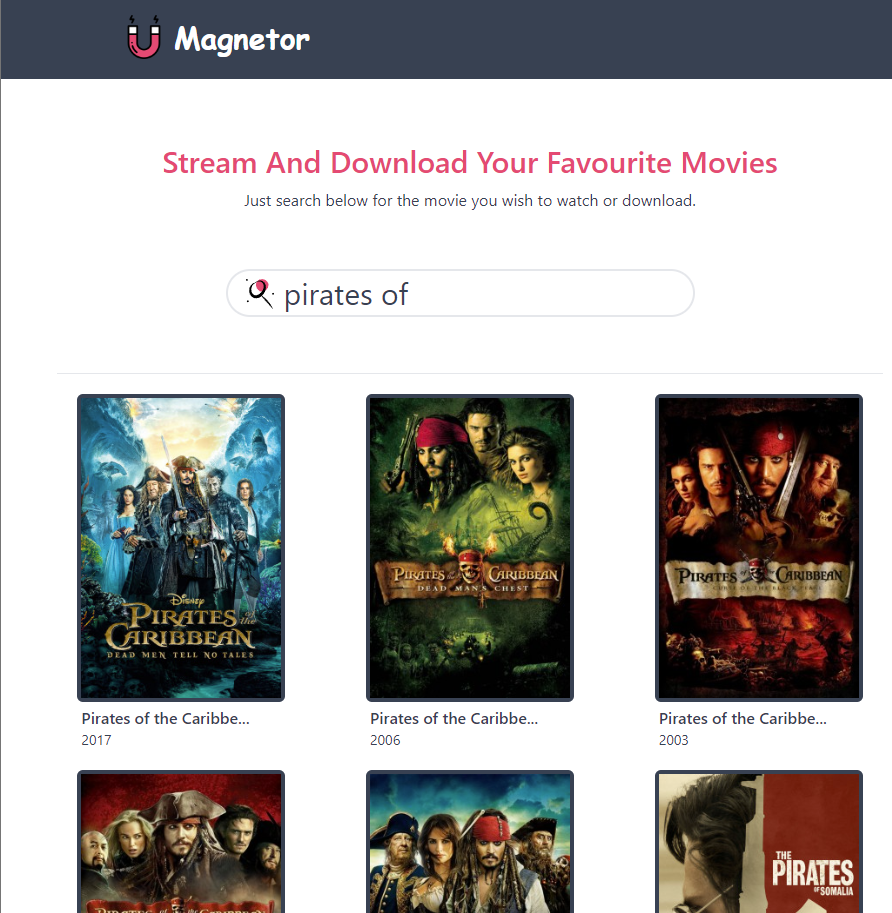 Magnetor
Stream And Download Your Favourite Movies
Just search below for the movie you wish to watch or download.
pirates of
Disney
PIRATES of the
CARIBBEAN
DEAD MEN TELL NO TALES
PIRATES of the CARIBBEAN
DEAD MAN'S CHEST
PIRATES of the CARIBBEAN
CURSE OF THE BLACK PEARL
Pirates of the Caribbe...
2017
Pirates of the Caribbe...
2006
Pirates of the Caribbe...
2003
THE
PIRATES
OF SOMALIA